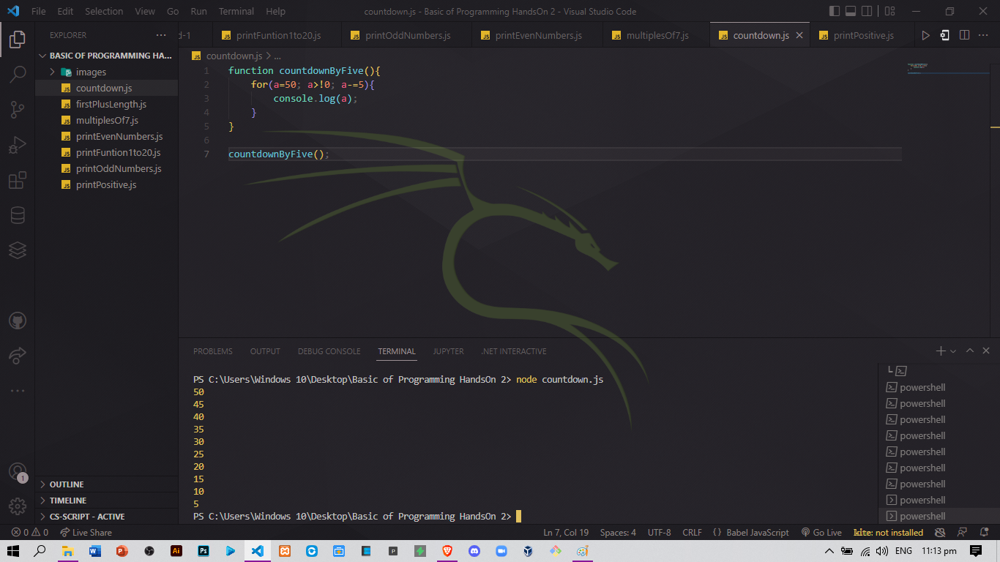 File Edit Selection View Go Run Terminal Help countdown.js - Basic of Programming HandsOn 2 - Visual Studio Code
EXPLORER
d-1 printFuntion1to20.js printOddNumbers.js printEvenNumbers.js multiplesOf7.js countdown.js printPositive.js
BASIC OF PROGRAMMING HA...
images
countdown.js
firstPlusLength.js
multiplesOf7.js
printEvenNumbers.js
printFuntion1to20.js
printOddNumbers.js
printPositive.js
OUTLINE
TIMELINE
CS-SCRIPT - ACTIVE
countdown.js > ...
1 function countdownByFive(){
2 for(a=50; a>!0; a-=5){
3 console.log(a);
4 }
5 }
6
7 countdownByFive();
PROBLEMS OUTPUT DEBUG CONSOLE TERMINAL JUPYTER .NET INTERACTIVE
PS C:\Users\Windows 10\Desktop\Basic of Programming HandsOn 2> node countdown.js
50
45
40
35
30
25
20
15
10
5
PS C:\Users\Windows 10\Desktop\Basic of Programming HandsOn 2>
powershell
powershell
powershell
powershell
powershell
powershell
powershell
powershell
powershell
1
0 0 Live Share Ln 7, Col 19 Spaces: 4 UTF-8 CRLF {} Babel JavaScript Go Live kite: not installed
ENG 11:13 pm